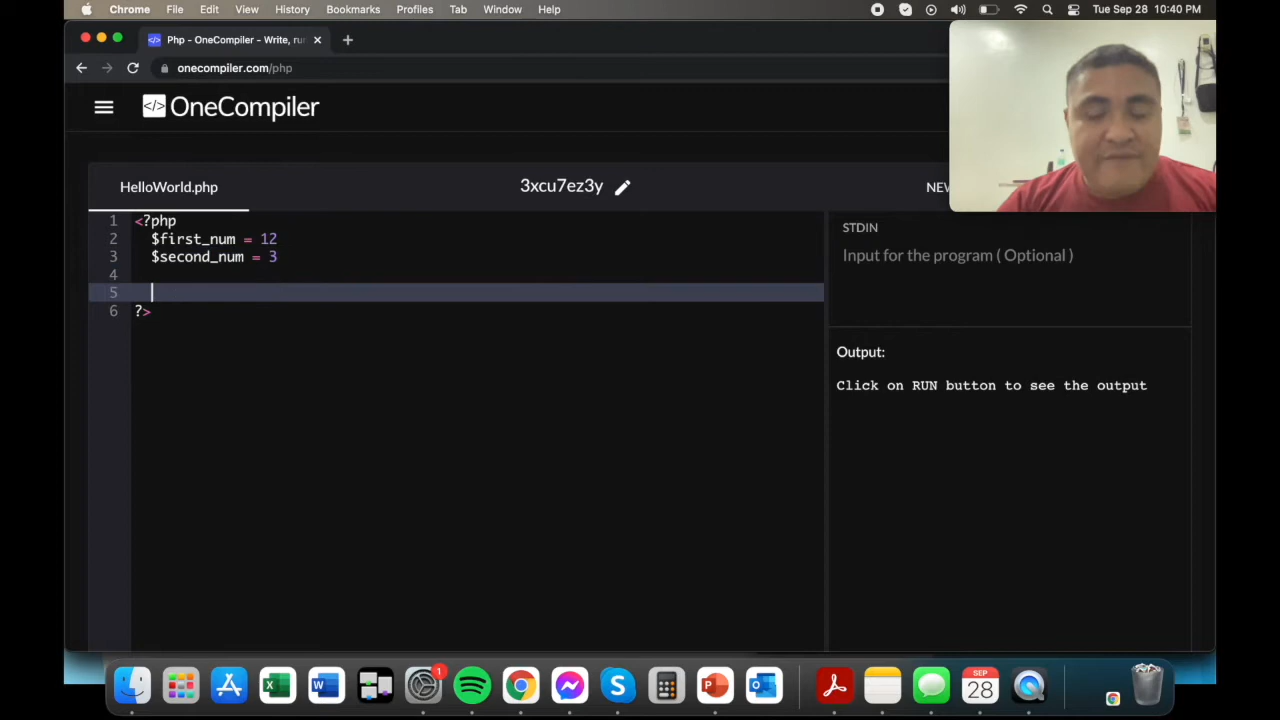 Chrome File Edit View History Bookmarks Profiles Tab Window Help Tue Sep 28 10:40 PM
Php - OneCompiler - Write, ru
onecompiler.com/php
</> OneCompiler
HelloWorld.php 3xcu7ez3y NEW
1 <?php
2 $first_num = 12
3 $second_num = 3
4
5
6 ?>
STDIN
Input for the program ( Optional )
Output:
Click on RUN button to see the output
1
SEP
28